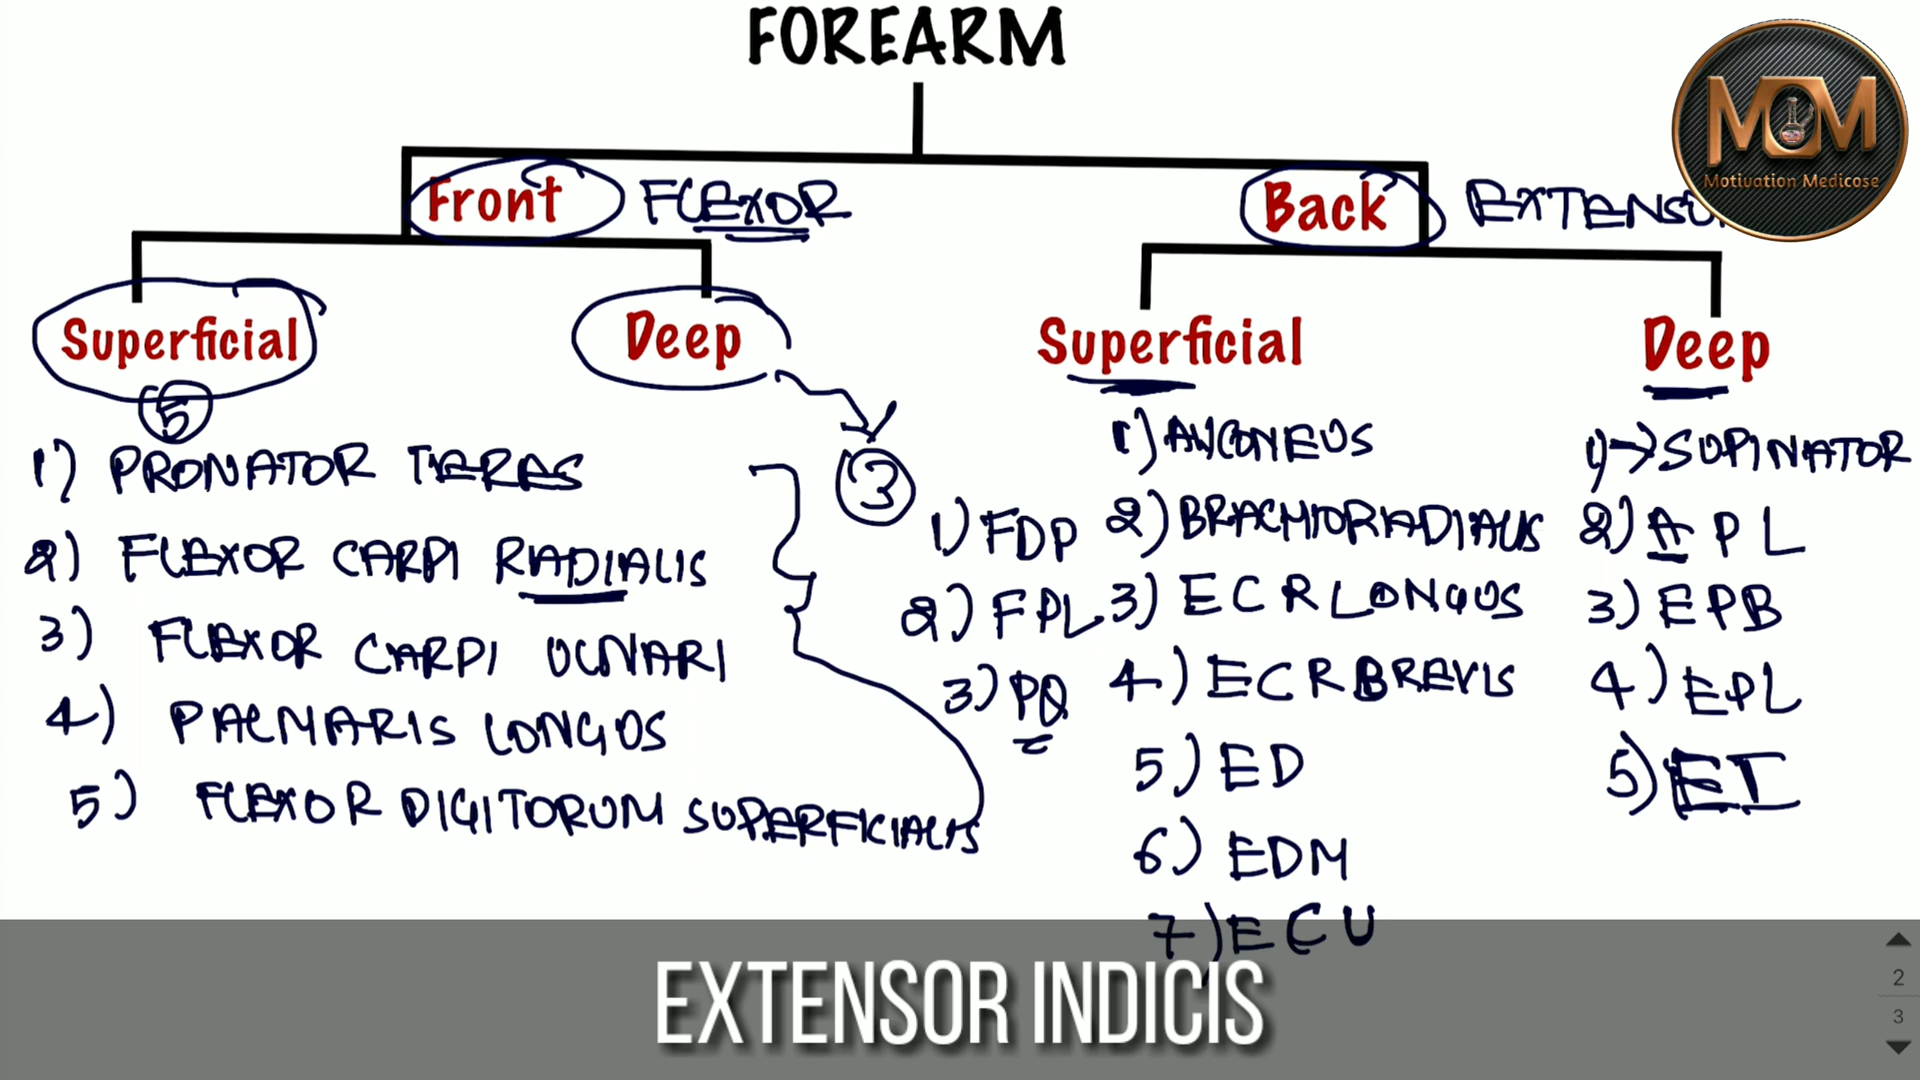 FOREARM
MOM
Motivation Medicose
Front FLEXOR
Back EXTENSO
Superficial
Deep
Superficial
Deep
5
1) PRONATOR TERES
2) FLEXOR CARPI RADIALIS
3) FLEXOR CARPI ULNARI
4) PALMARIS LONGUS
5) FLEXOR DIGITORUM SUPERFICIALIS
3
1) FDP
2) FPL
3) PQ
1) ANCONEUS
2) BRACHIORADIALIS
3) ECR LONGUS
4) ECR BREVIS
5) ED
6) EDM
7) ECU
1) → SUPINATOR
2) APL
3) EPB
4) EPL
5) EI
EXTENSOR INDICIS
2
3